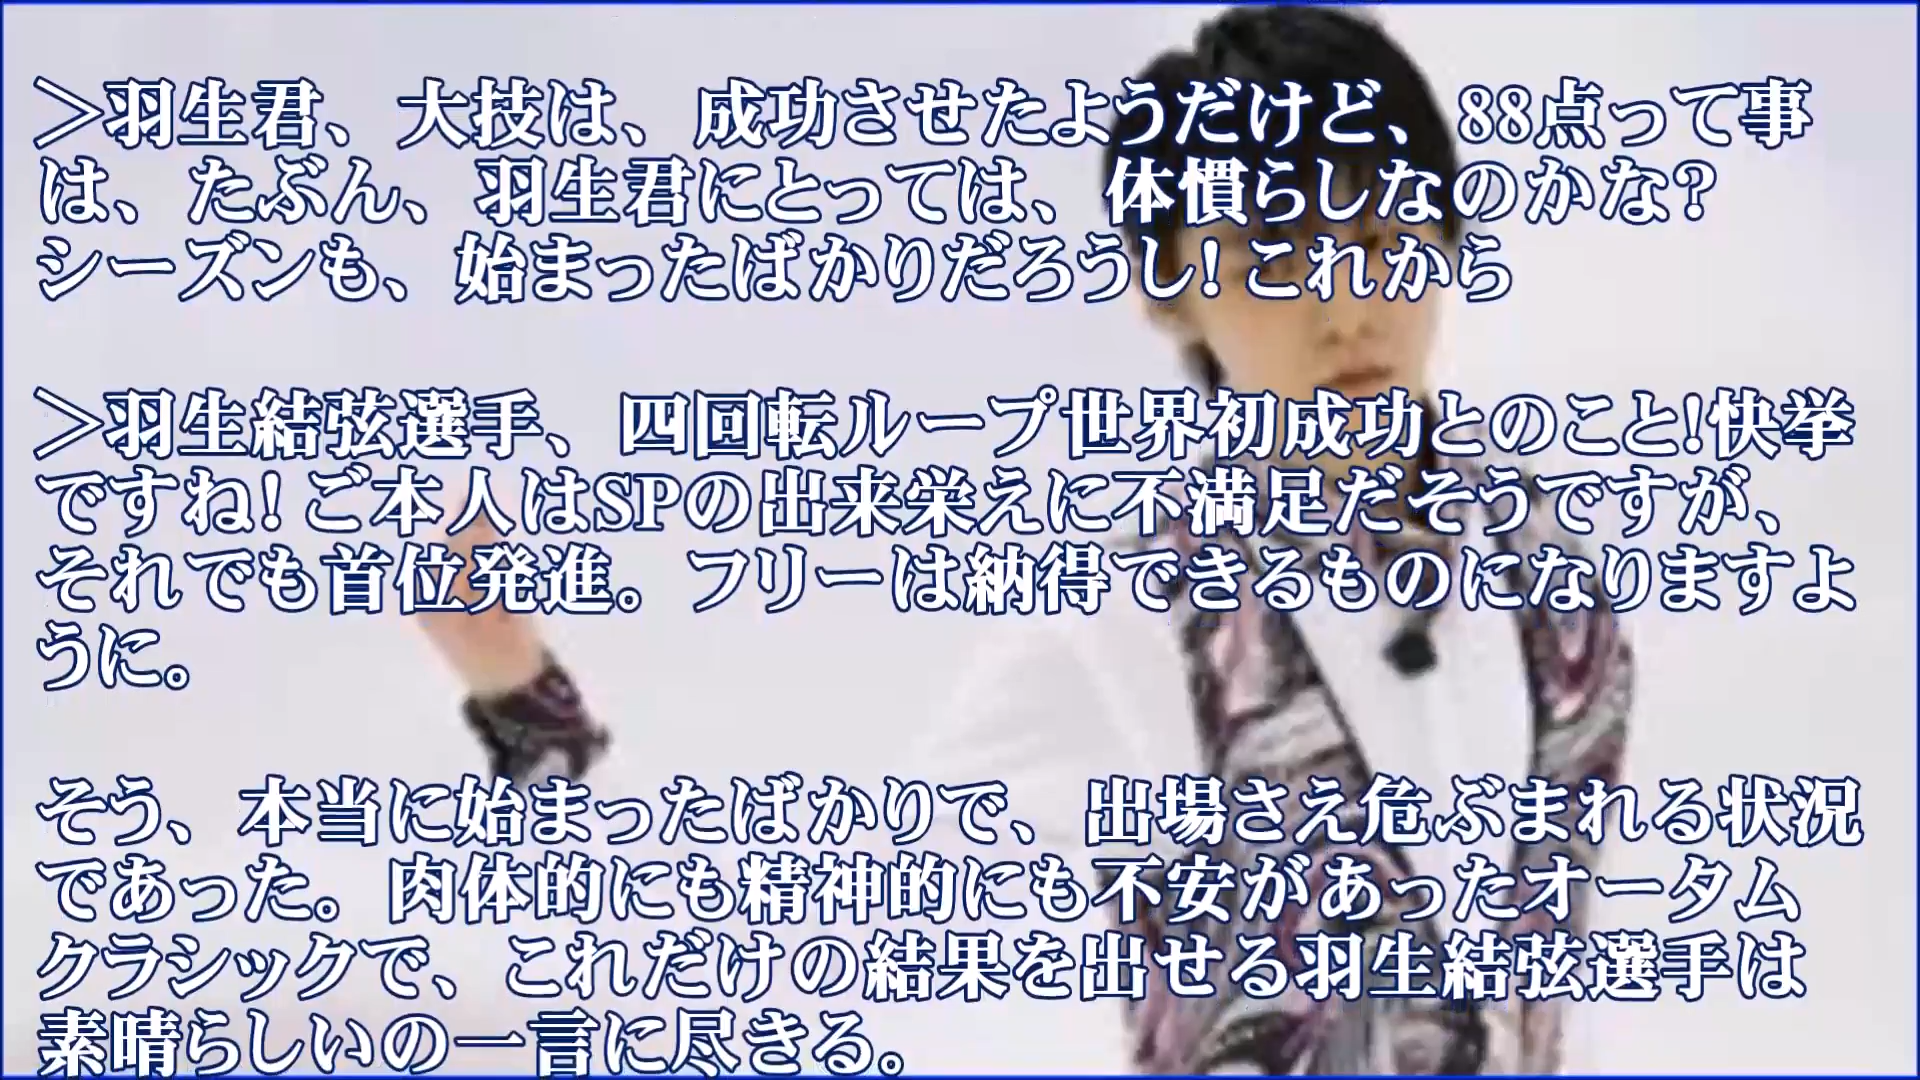 ＞羽生君、大技は、成功させたようだけど、88点って事
は、たぶん、羽生君にとっては、体慣らしなのかな？
シーズンも、始まったばかりだろうし！これから
＞羽生結弦選手、四回転ループ世界初成功とのこと！快挙
ですね！ご本人はSPの出来栄えに不満足だそうですが、
それでも首位発進。フリーは納得できるものになりますよ
うに。
そう、本当に始まったばかりで、出場さえ危ぶまれる状況
であった。肉体的にも精神的にも不安があったオータム
クラシックで、これだけの結果を出せる羽生結弦選手は
素晴らしいの一言に尽きる。